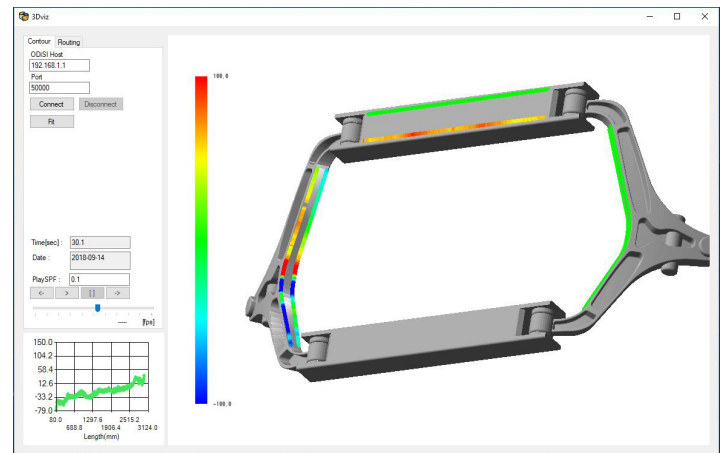 3Dviz
Contour Routing
ODiSI Host
192.168.1.1
Port
50000
Connect Disconnect
Fit
Time[sec] : 30.1
Date : 2018-09-14
PlaySPF : 0.1
<- > [ ] ->
[fps]
150.0
104.2
58.4
12.6
-33.2
-79.0
80.0 1297.6 2515.2
688.8 1906.4 3124.0
Length(mm)
100.0
-100.0